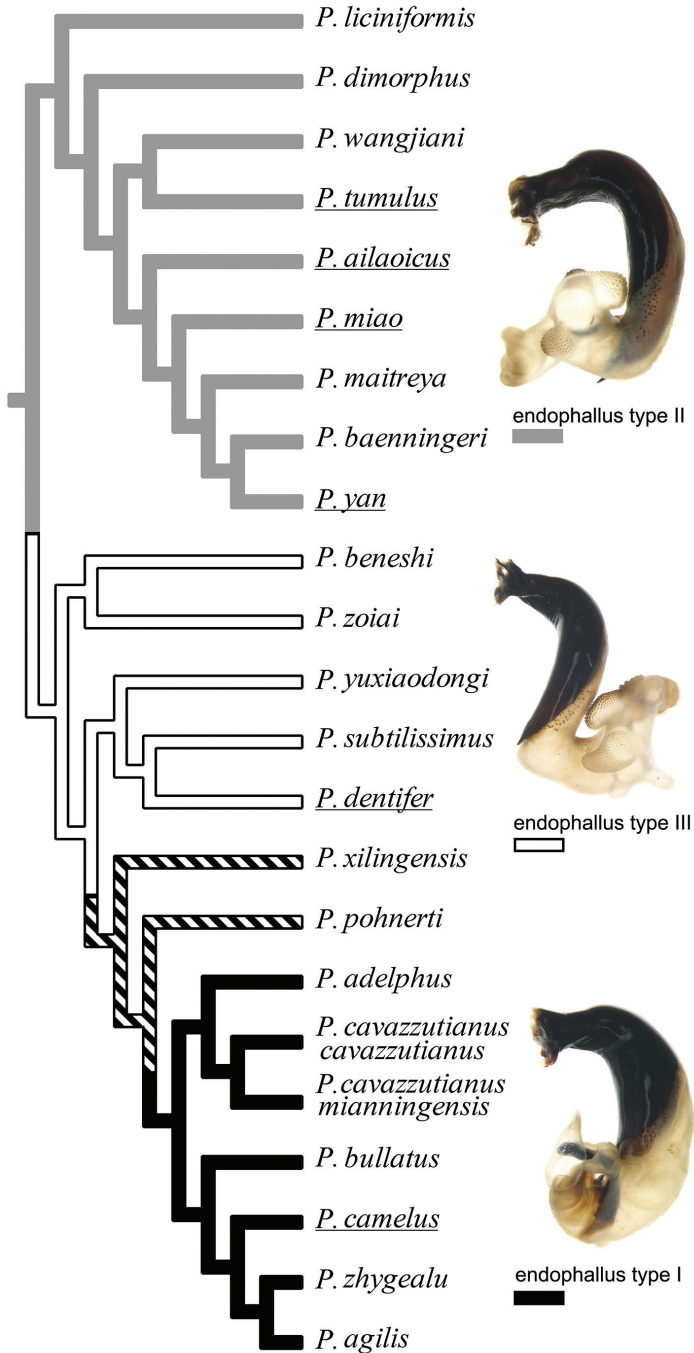 P. liciniformis
P. dimorphus
P. wangjiani
P. tumulus
P. ailaoicus
P. miao
P. maitreya
endophallus type II
P. baenningeri
P. yan
P. beneshi
P. zoiai
P. yuxiaodongi
P. subtilissimus
P. dentifer
endophallus type III
P. xilingensis
P. pohnerti
P. adelphus
P. cavazzutianus
cavazzutianus
P.cavazzutianus
mianningensis
P. bullatus
P. camelus
endophallus type I
P. zhygealu
P. agilis